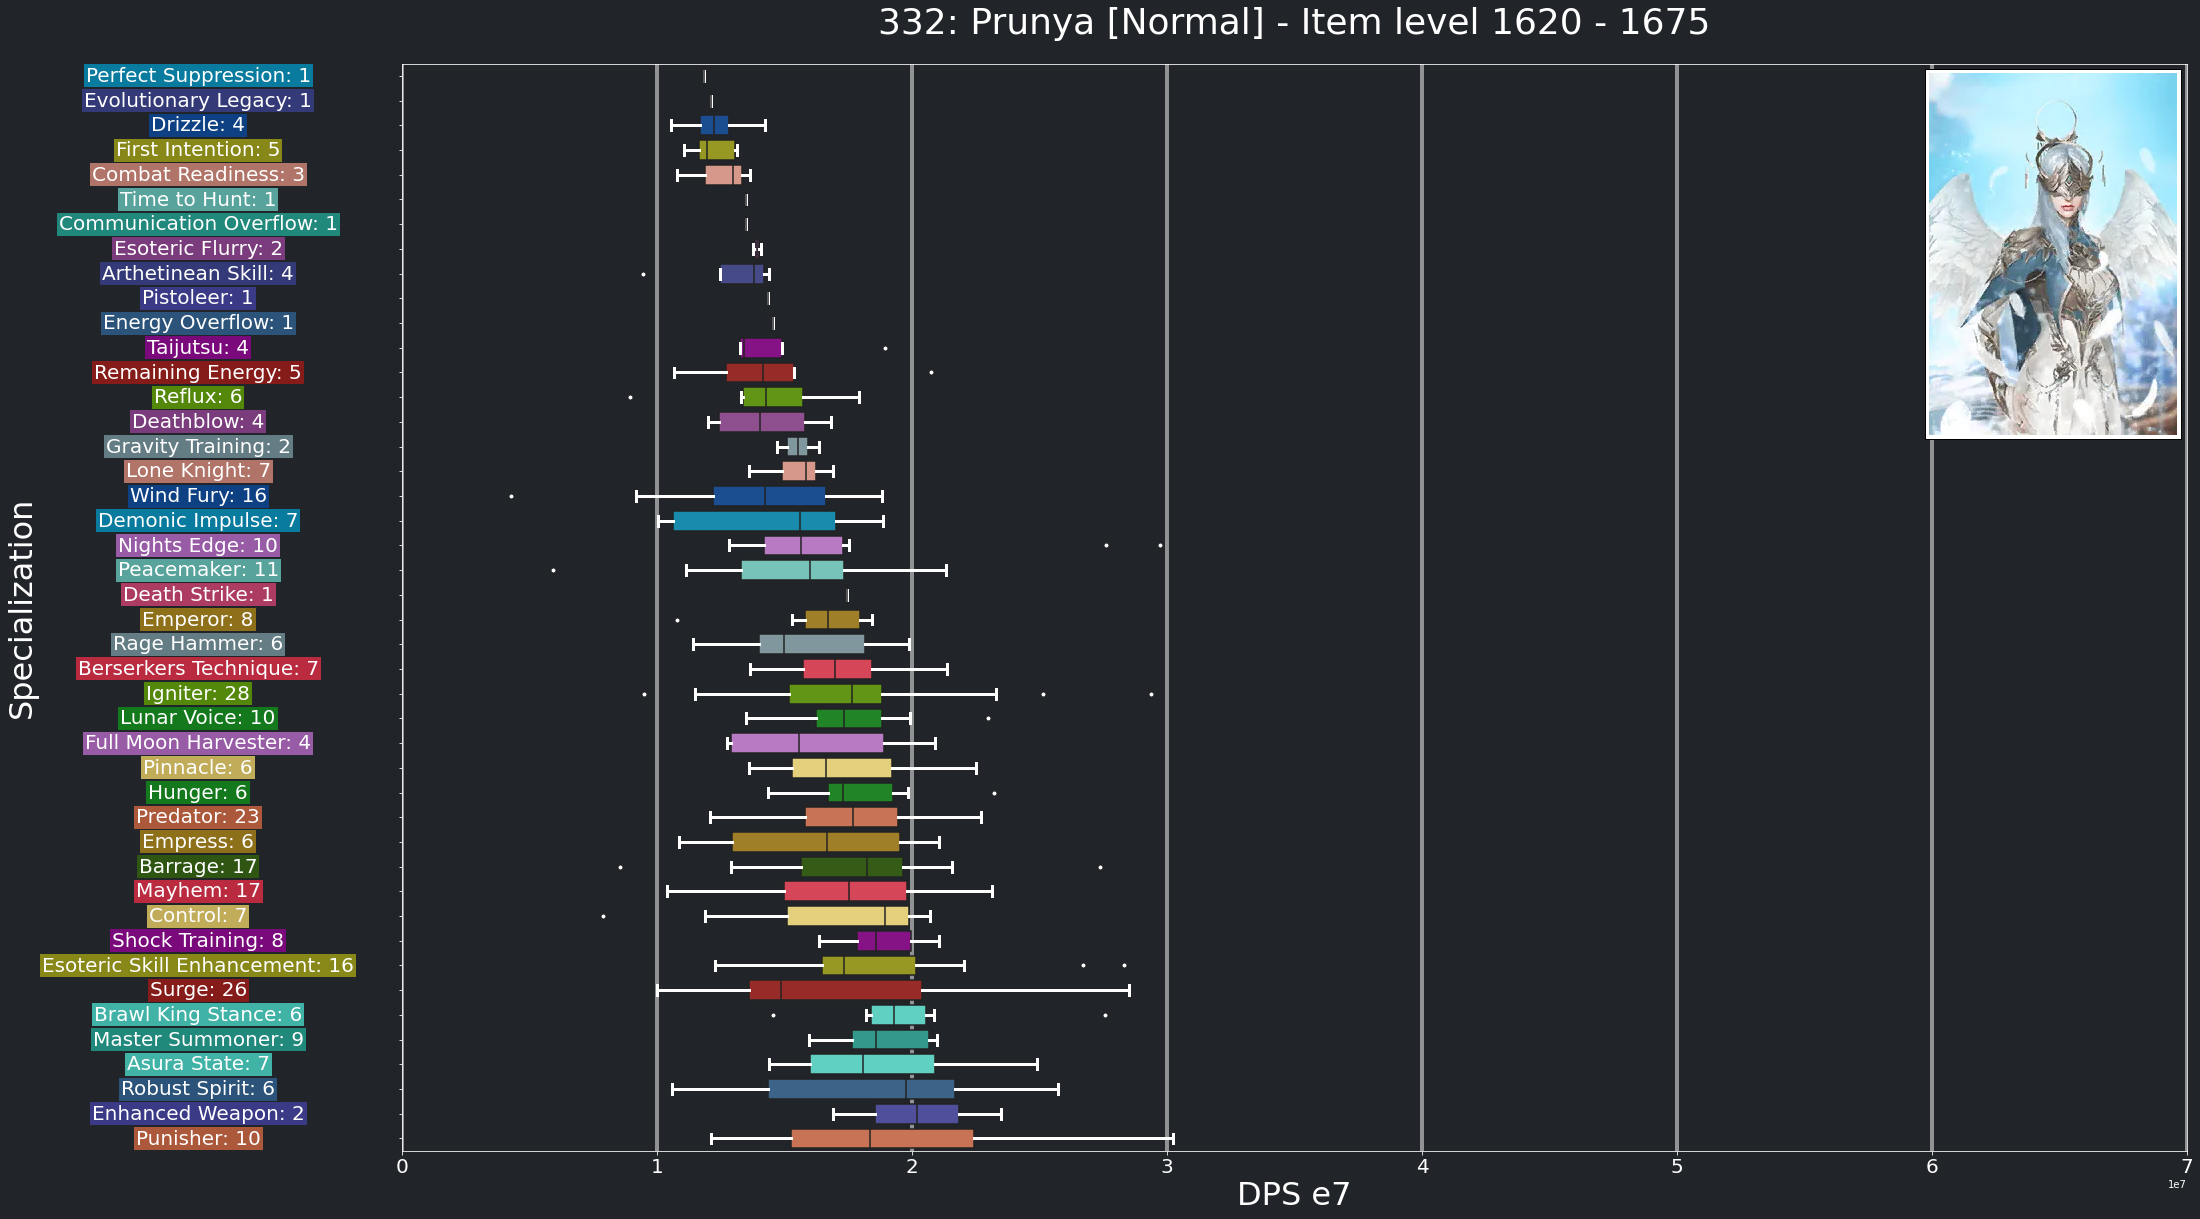 332: Prunya [Normal] - Item level 1620 - 1675
Specialization
Perfect Suppression: 1
Evolutionary Legacy: 1
Drizzle: 4
First Intention: 5
Combat Readiness: 3
Time to Hunt: 1
Communication Overflow: 1
Esoteric Flurry: 2
Arthetinean Skill: 4
Pistoleer: 1
Energy Overflow: 1
Taijutsu: 4
Remaining Energy: 5
Reflux: 6
Deathblow: 4
Gravity Training: 2
Lone Knight: 7
Wind Fury: 16
Demonic Impulse: 7
Nights Edge: 10
Peacemaker: 11
Death Strike: 1
Emperor: 8
Rage Hammer: 6
Berserkers Technique: 7
Igniter: 28
Lunar Voice: 10
Full Moon Harvester: 4
Pinnacle: 6
Hunger: 6
Predator: 23
Empress: 6
Barrage: 17
Mayhem: 17
Control: 7
Shock Training: 8
Esoteric Skill Enhancement: 16
Surge: 26
Brawl King Stance: 6
Master Summoner: 9
Asura State: 7
Robust Spirit: 6
Enhanced Weapon: 2
Punisher: 10
0 1 2 3 4 5 6 7
DPS e7
1e7